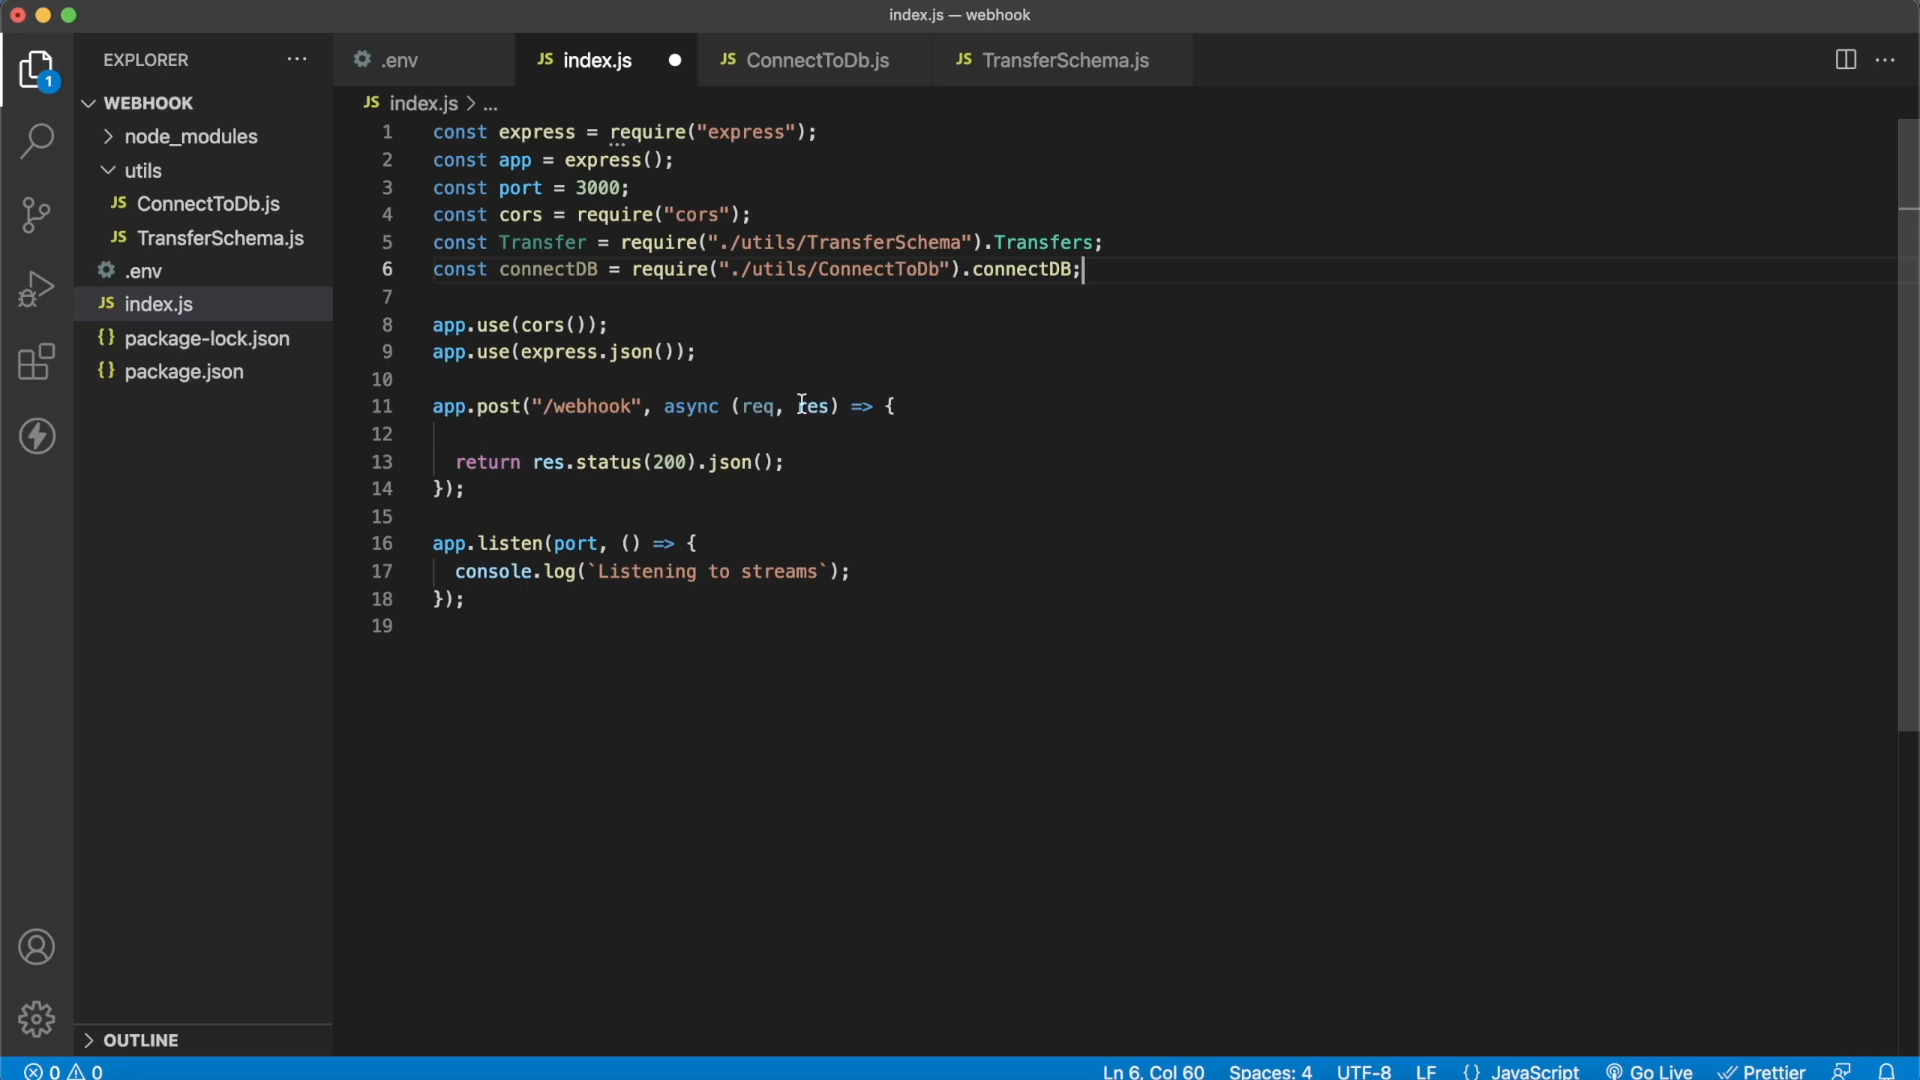 index.js — webhook
EXPLORER
.env
JS index.js
JS ConnectToDb.js
JS TransferSchema.js
1
WEBHOOK
node_modules
utils
JS ConnectToDb.js
JS TransferSchema.js
.env
JS index.js
{} package-lock.json
{} package.json
OUTLINE
JS index.js > ...
1 const express = require("express");
2 const app = express();
3 const port = 3000;
4 const cors = require("cors");
5 const Transfer = require("./utils/TransferSchema").Transfers;
6 const connectDB = require("./utils/ConnectToDb").connectDB;
7
8 app.use(cors());
9 app.use(express.json());
10
11 app.post("/webhook", async (req, res) => {
12
13 return res.status(200).json();
14 });
15
16 app.listen(port, () => {
17 console.log(`Listening to streams`);
18 });
19
0 0
Ln 6, Col 60 Spaces: 4 UTF-8 LF {} JavaScript Go Live Prettier